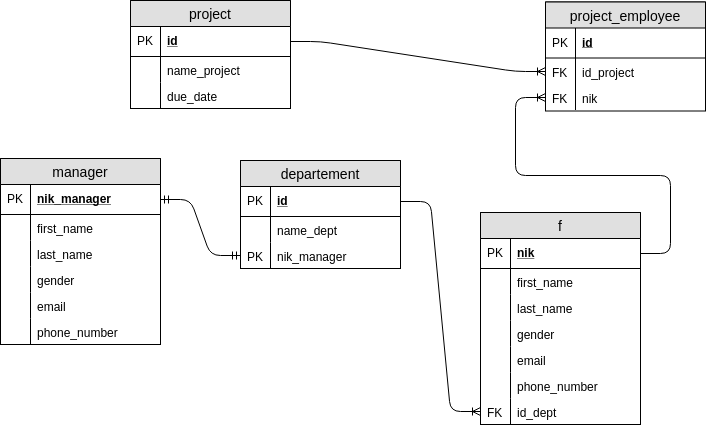 project
PK id
name_project
due_date
project_employee
PK id
FK id_project
FK nik
manager
PK nik_manager
first_name
last_name
gender
email
phone_number
departement
PK id
name_dept
PK nik_manager
f
PK nik
first_name
last_name
gender
email
phone_number
FK id_dept